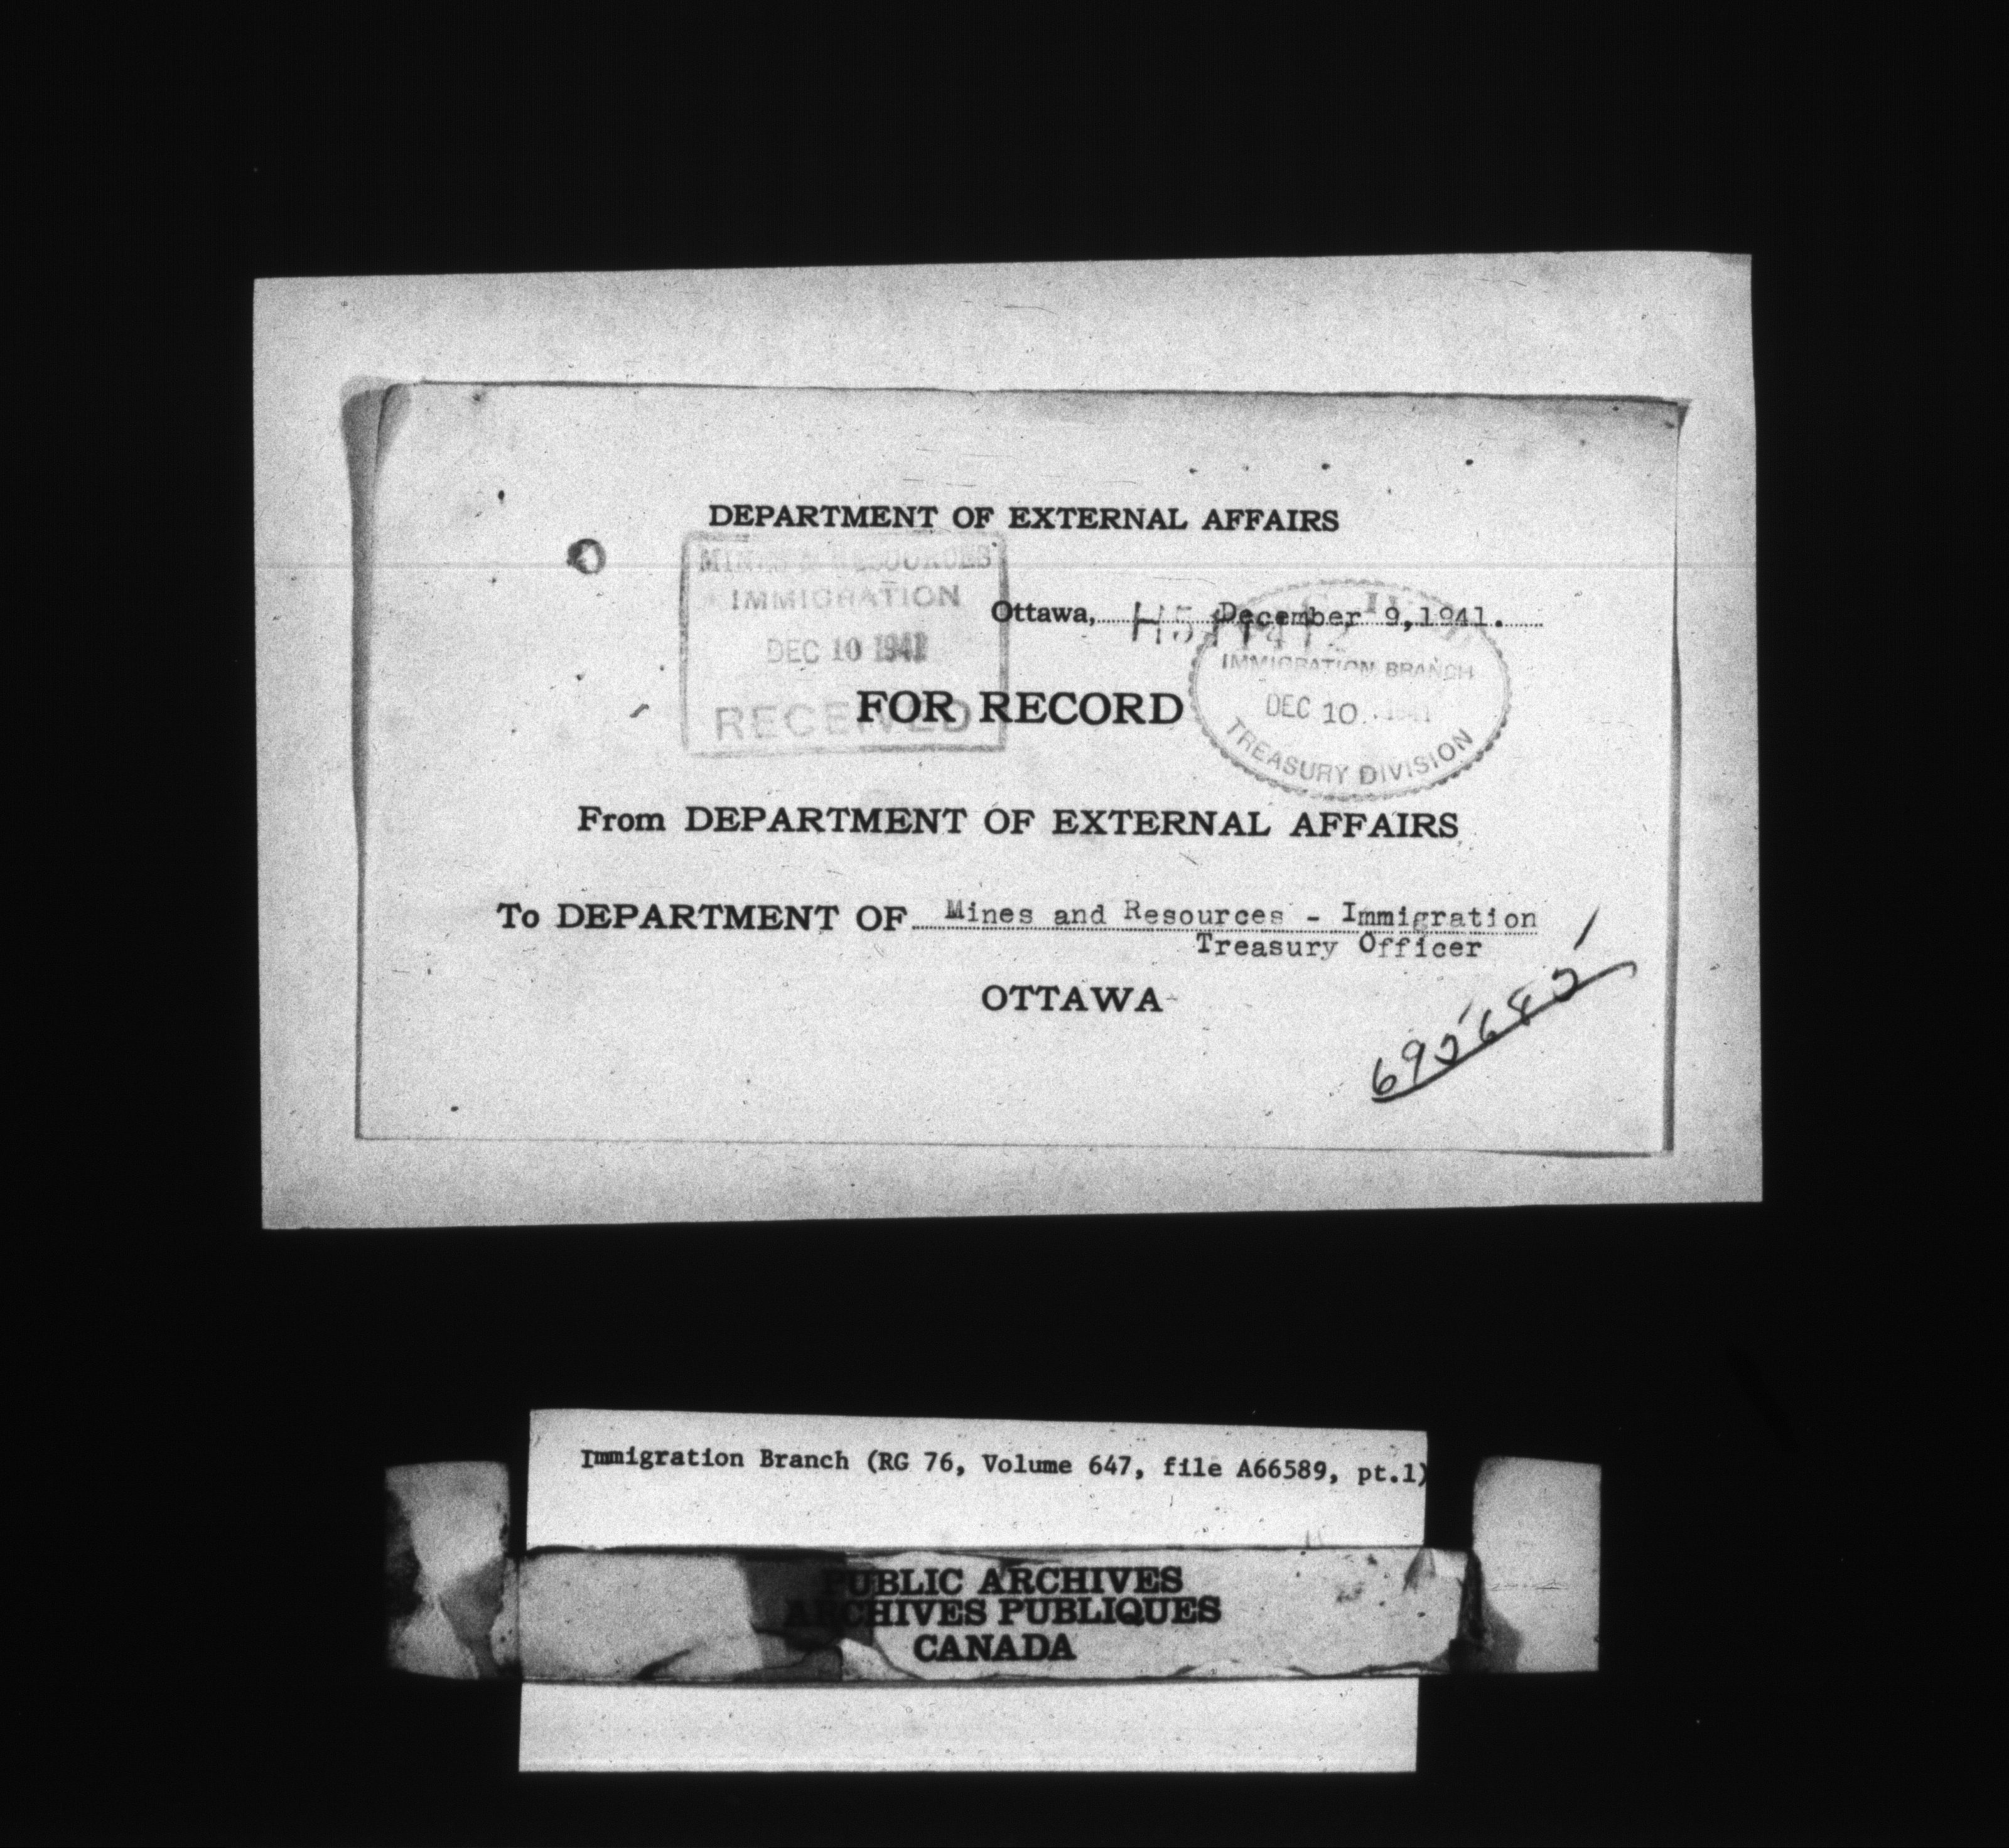 DEPARTMENT OF EXTERNAL AFFAIRS
MINES & RESOURCES
IMMIGRATION
DEC 10 1941
RECEIVED
Ottawa, December 9, 1941.
IMMIGRATION BRANCH
DEC 10 1941
TREASURY DIVISION
FOR RECORD
From DEPARTMENT OF EXTERNAL AFFAIRS
To DEPARTMENT OF Mines and Resources - Immigration
Treasury Officer
OTTAWA
695685
Immigration Branch (RG 76, Volume 647, file A66589, pt.1)
PUBLIC ARCHIVES
ARCHIVES PUBLIQUES
CANADA